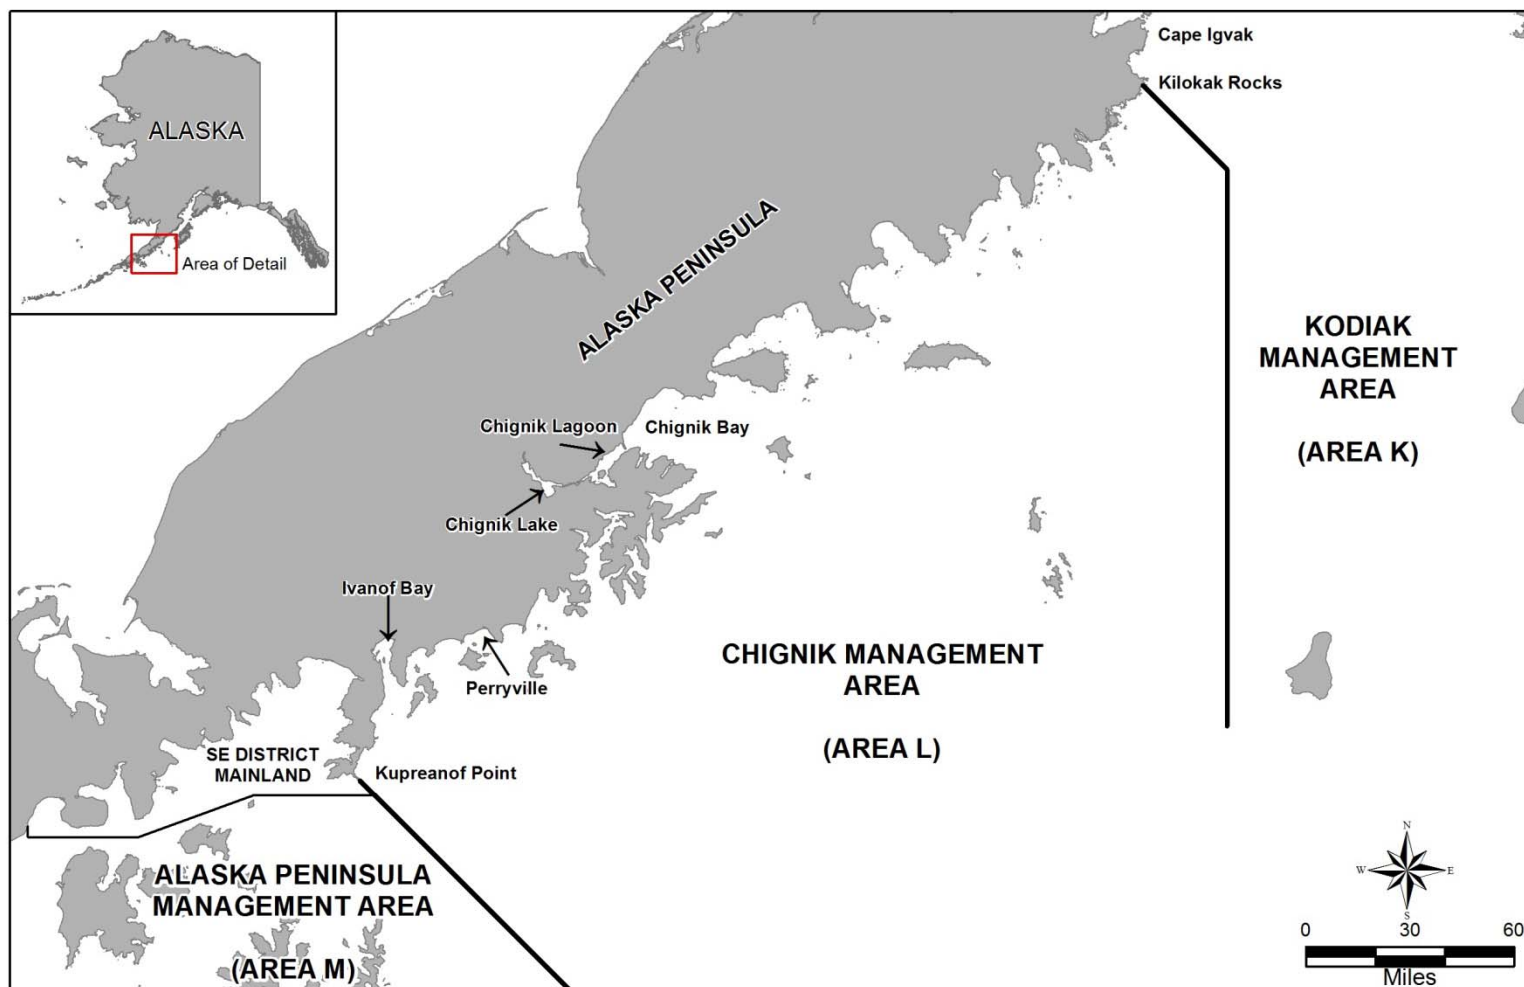 ALASKA
Area of Detail
Cape Igvak
Kilokak Rocks
ALASKA PENINSULA
KODIAK
MANAGEMENT
AREA
(AREA K)
Chignik Lagoon
Chignik Bay
Chignik Lake
Ivanof Bay
Perryville
CHIGNIK MANAGEMENT
AREA
(AREA L)
SE DISTRICT
MAINLAND
Kupreanof Point
ALASKA PENINSULA
MANAGEMENT AREA
(AREA M)
N
W E
S
0 30 60
Miles